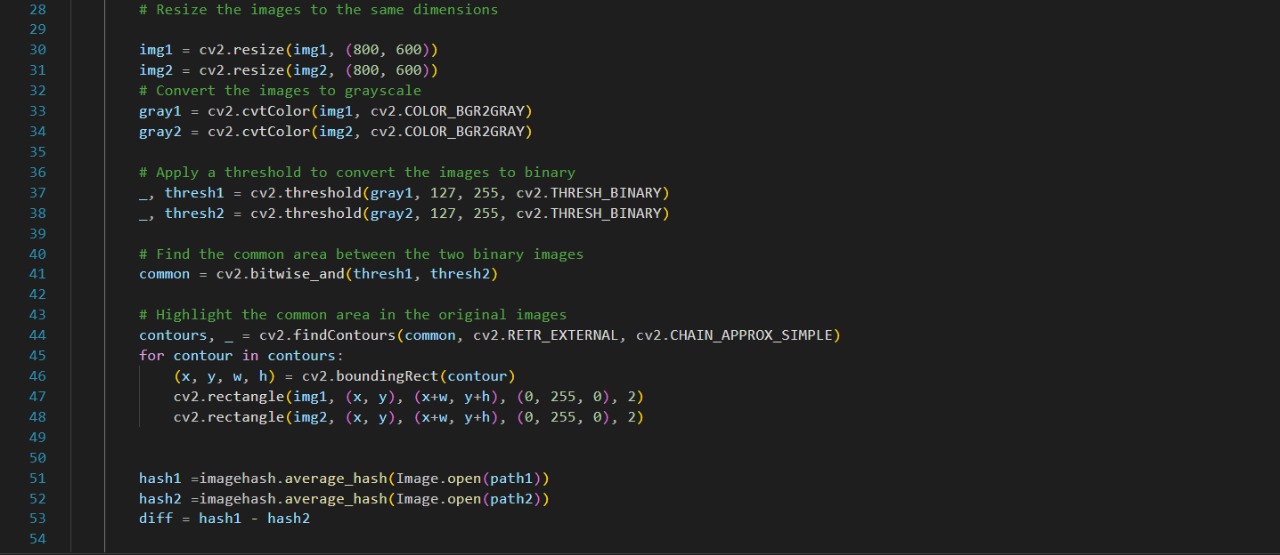 28 # Resize the images to the same dimensions
29
30 img1 = cv2.resize(img1, (800, 600))
31 img2 = cv2.resize(img2, (800, 600))
32 # Convert the images to grayscale
33 gray1 = cv2.cvtColor(img1, cv2.COLOR_BGR2GRAY)
34 gray2 = cv2.cvtColor(img2, cv2.COLOR_BGR2GRAY)
35
36 # Apply a threshold to convert the images to binary
37 _, thresh1 = cv2.threshold(gray1, 127, 255, cv2.THRESH_BINARY)
38 _, thresh2 = cv2.threshold(gray2, 127, 255, cv2.THRESH_BINARY)
39
40 # Find the common area between the two binary images
41 common = cv2.bitwise_and(thresh1, thresh2)
42
43 # Highlight the common area in the original images
44 contours, _ = cv2.findContours(common, cv2.RETR_EXTERNAL, cv2.CHAIN_APPROX_SIMPLE)
45 for contour in contours:
46     (x, y, w, h) = cv2.boundingRect(contour)
47     cv2.rectangle(img1, (x, y), (x+w, y+h), (0, 255, 0), 2)
48     cv2.rectangle(img2, (x, y), (x+w, y+h), (0, 255, 0), 2)
49
50
51 hash1 =imagehash.average_hash(Image.open(path1))
52 hash2 =imagehash.average_hash(Image.open(path2))
53 diff = hash1 - hash2
54